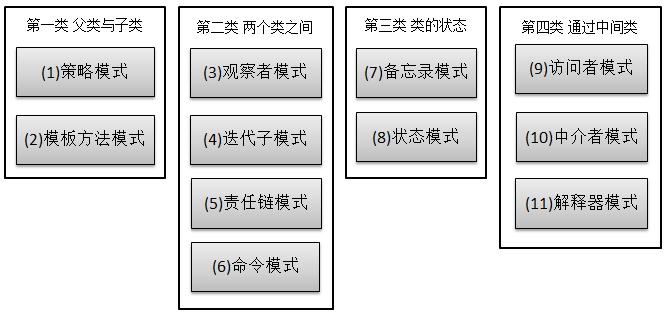 第一类 父类与子类
(1)策略模式
(2)模板方法模式
第二类 两个类之间
(3)观察者模式
(4)迭代子模式
(5)责任链模式
(6)命令模式
第三类 类的状态
(7)备忘录模式
(8)状态模式
第四类 通过中间类
(9)访问者模式
(10)中介者模式
(11)解释器模式